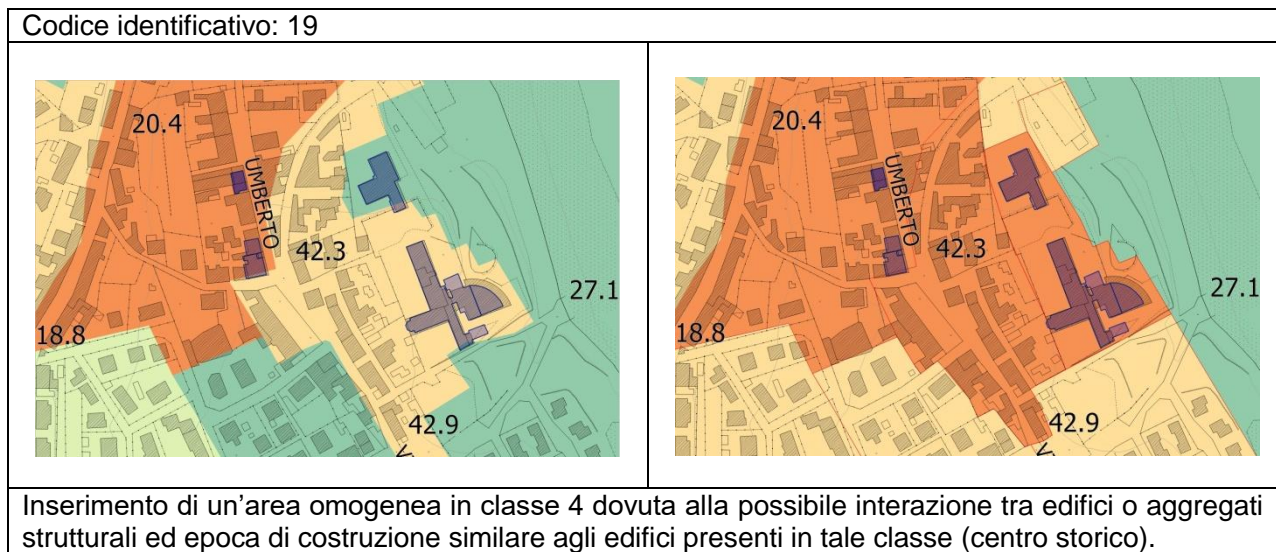 Codice identificativo: 19
20.4
UMBERTO
42.3
27.1
18.8
42.9
20.4
UMBERTO
42.3
27.1
18.8
42.9
Inserimento di un’area omogenea in classe 4 dovuta alla possibile interazione tra edifici o aggregati
strutturali ed epoca di costruzione similare agli edifici presenti in tale classe (centro storico).